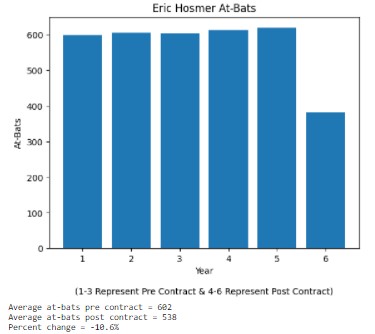 Eric Hosmer At-Bats
600
500
400
300
200
100
0
At-Bats
1 2 3 4 5 6
Year
(1-3 Represent Pre Contract & 4-6 Represent Post Contract)
Average at-bats pre contract = 602
Average at-bats post contract = 538
Percent change = -10.6%